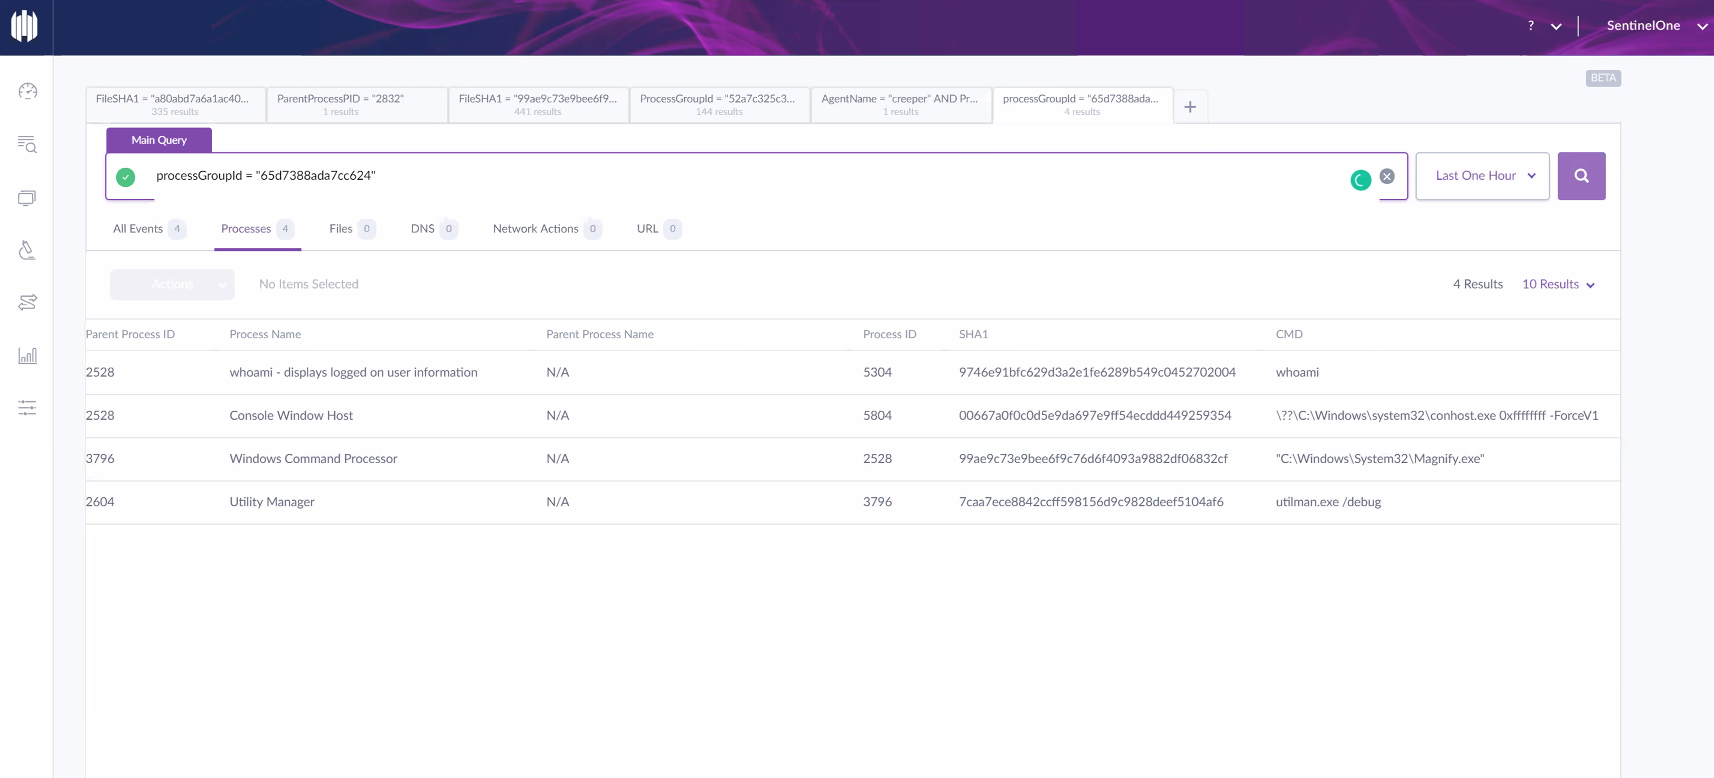 ? SentinelOne
BETA
FileSHA1 = "a80abd7a6a1ac40...
335 results
ParentProcessPID = "2832"
1 results
FileSHA1 = "99ae9c73e9bee6f9...
441 results
ProcessGroupId = "52a7c325c3...
144 results
AgentName = "creeper" AND Pr...
1 results
processGroupId = "65d7388ada...
4 results
+
Main Query
processGroupId = "65d7388ada7cc624"
Last One Hour
All Events 4 Processes 4 Files 0 DNS 0 Network Actions 0 URL 0
Actions No Items Selected 4 Results 10 Results
Parent Process ID Process Name Parent Process Name Process ID SHA1 CMD
2528 whoami - displays logged on user information N/A 5304 9746e91bfc629d3a2e1fe6289b549c0452702004 whoami
2528 Console Window Host N/A 5804 00667a0f0c0d5e9da697e9ff54ecddd449259354 \??\C:\Windows\system32\conhost.exe 0xffffffff -ForceV1
3796 Windows Command Processor N/A 2528 99ae9c73e9bee6f9c76d6f4093a9882df06832cf "C:\Windows\System32\Magnify.exe"
2604 Utility Manager N/A 3796 7caa7ece8842ccff598156d9c9828deef5104af6 utilman.exe /debug